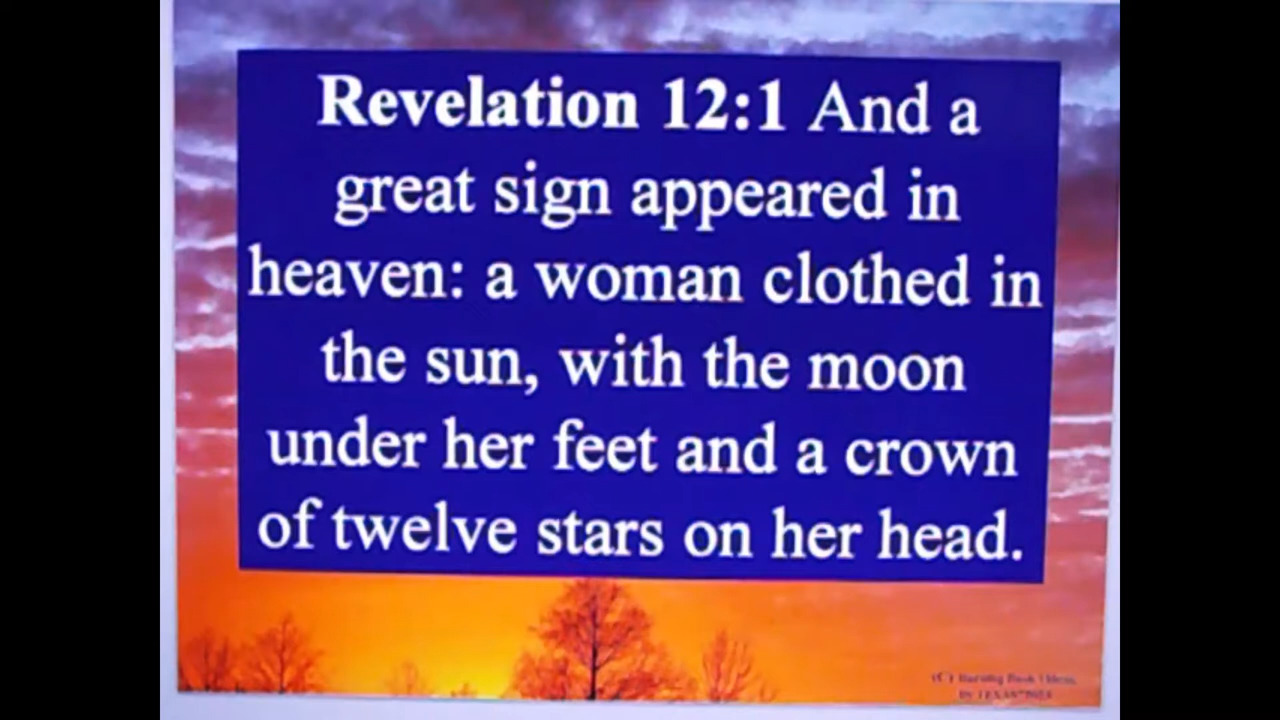 Revelation 12:1 And a
great sign appeared in
heaven: a woman clothed in
the sun, with the moon
under her feet and a crown
of twelve stars on her head.